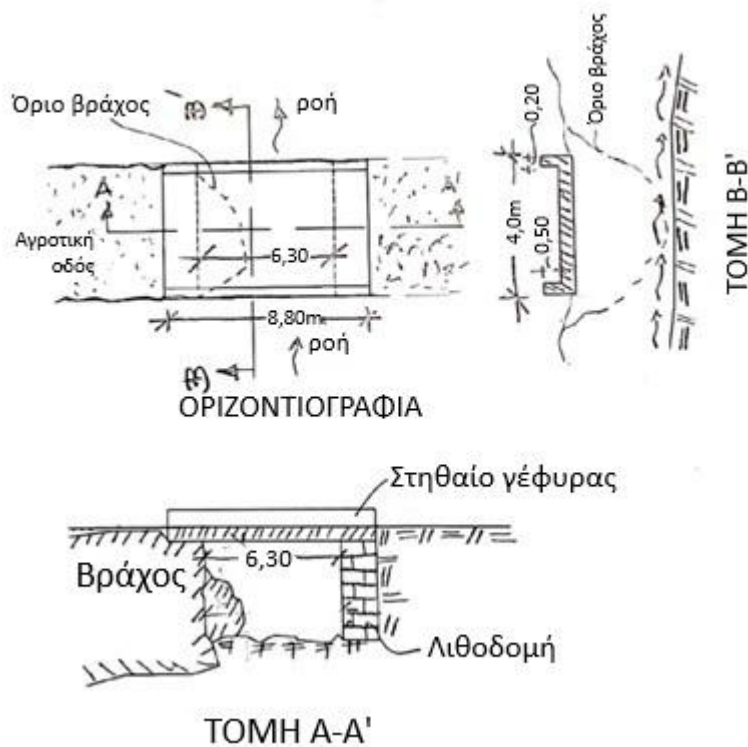 Όριο βράχος
ροή
Β'
Α
Α'
Αγροτική
οδός
6,30
8,80m
Β
ροή
ΟΡΙΖΟΝΤΙΟΓΡΑΦΙΑ
0,20
Όριο βράχος
4,0m
0,50
ΤΟΜΗ Β-Β'
Στηθαίο γέφυρας
6,30
Βράχος
Λιθοδομή
ΤΟΜΗ Α-Α'